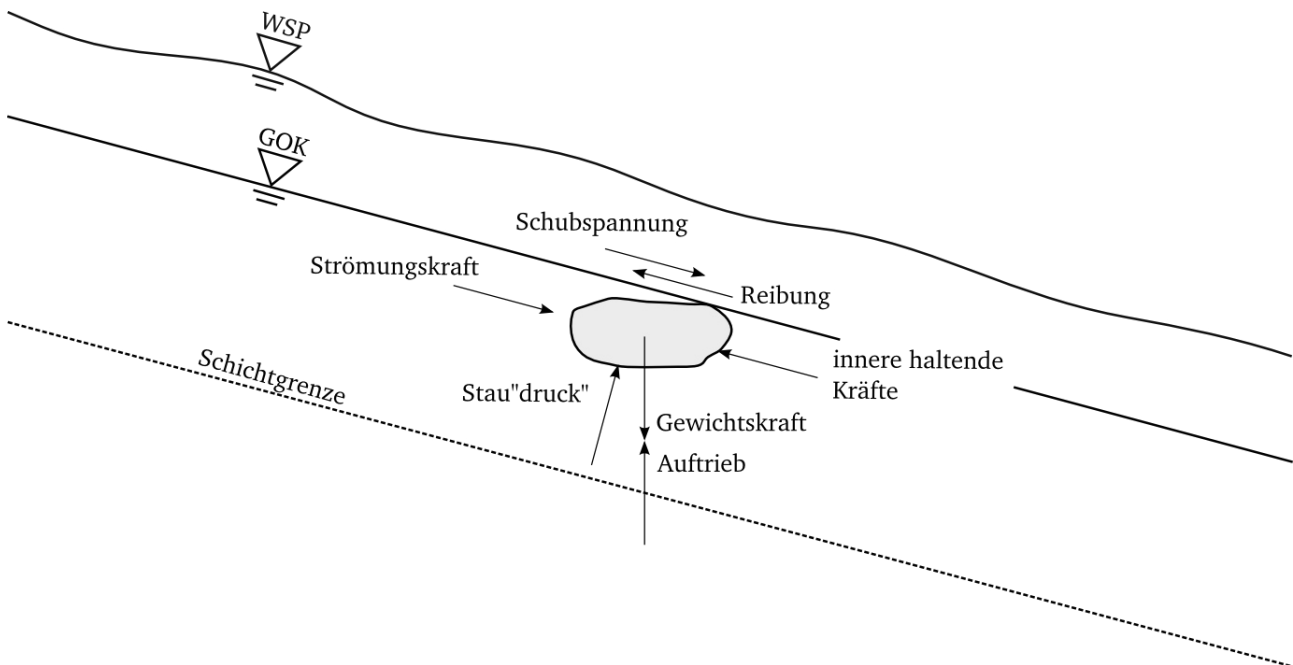 WSP
GOK
Schubspannung
Strömungskraft
Reibung
Schichtgrenze
innere haltende
Kräfte
Stau"druck"
Gewichtskraft
Auftrieb